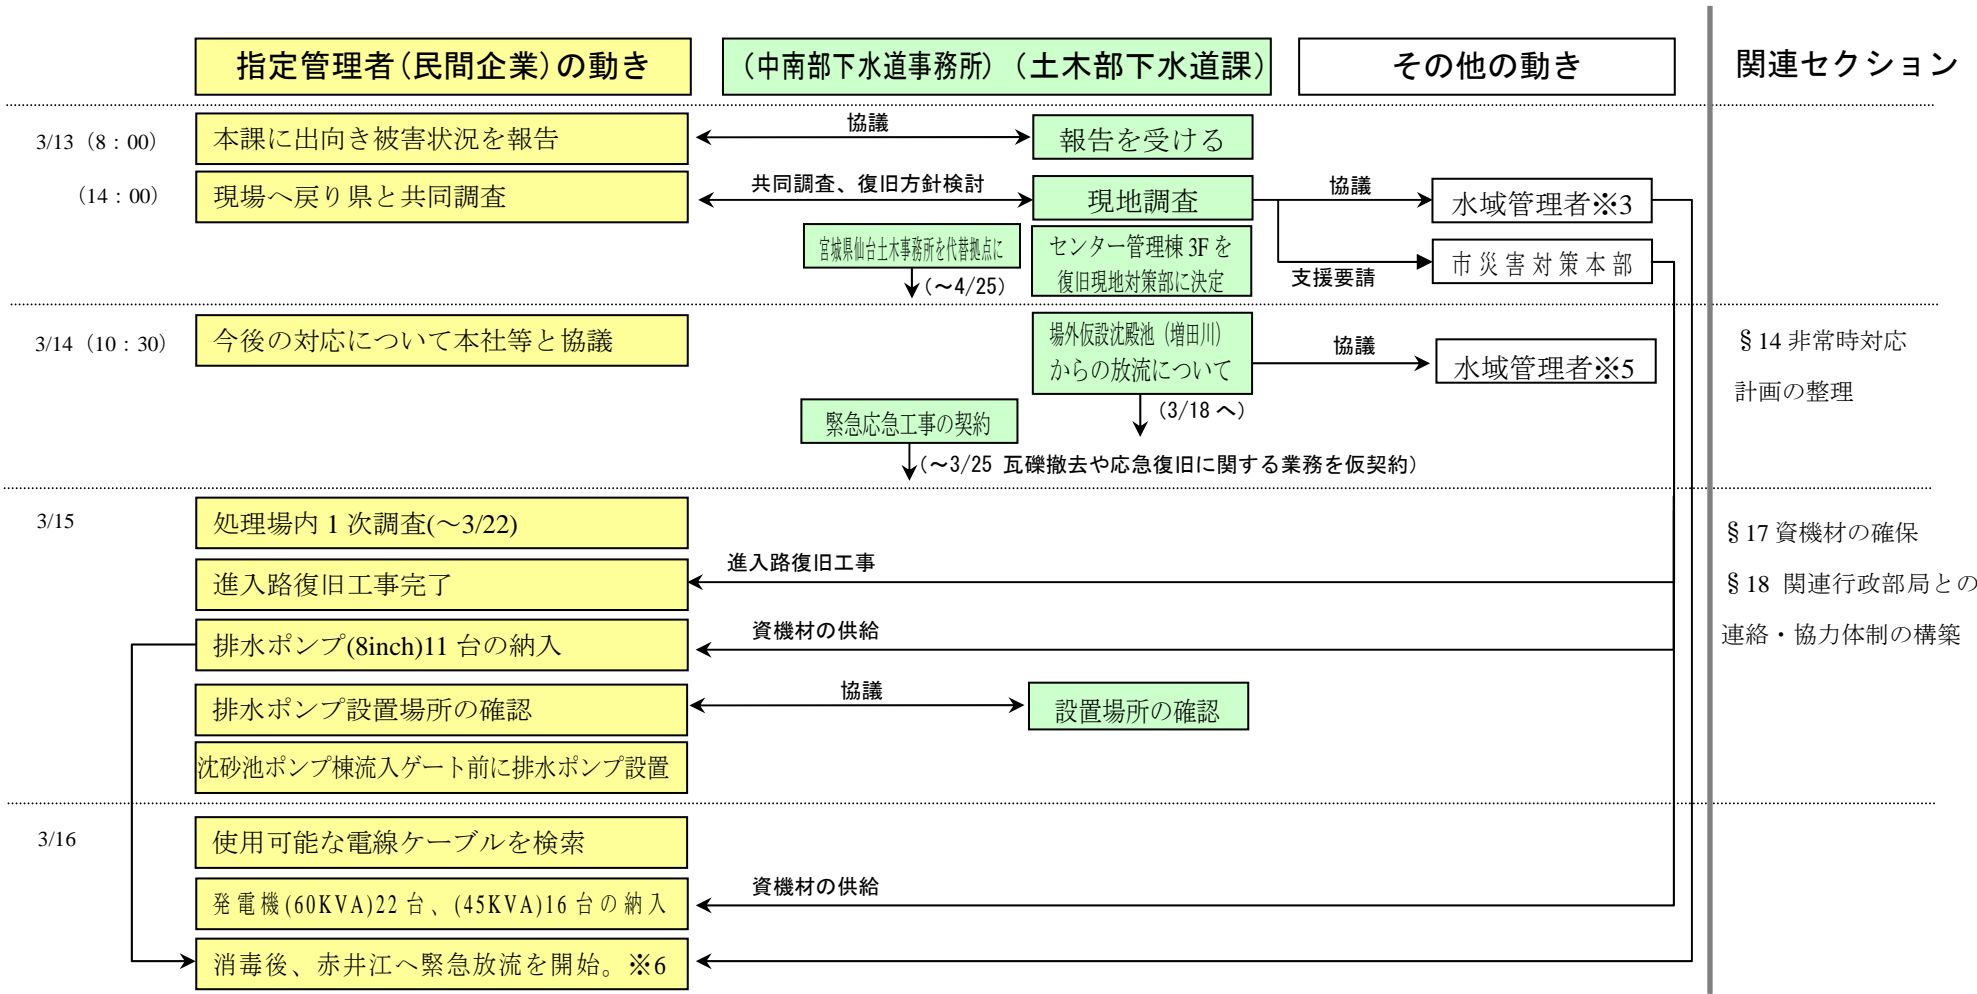 指定管理者(民間企業)の動き
(中南部下水道事務所) (土木部下水道課)
その他の動き
関連セクション
3/13（8：00）
本課に出向き被害状況を報告
協議
報告を受ける
（14：00）
現場へ戻り県と共同調査
共同調査、復旧方針検討
現地調査
協議
水域管理者※3
宮城県仙台土木事務所を代替拠点に
（～4/25）
センター管理棟 3F を
復旧現地対策部に決定
支援要請
市災害対策本部
3/14（10：30）
今後の対応について本社等と協議
場外仮設沈殿池（増田川）
からの放流について
協議
水域管理者※5
（3/18 へ）
緊急応急工事の契約
（～3/25 瓦礫撤去や応急復旧に関する業務を仮契約）
§14 非常時対応
計画の整理
3/15
処理場内 1 次調査(～3/22)
進入路復旧工事完了
進入路復旧工事
排水ポンプ(8inch)11 台の納入
資機材の供給
排水ポンプ設置場所の確認
協議
設置場所の確認
沈砂池ポンプ棟流入ゲート前に排水ポンプ設置
§17 資機材の確保
§18 関連行政部局との
連絡・協力体制の構築
3/16
使用可能な電線ケーブルを検索
発電機(60KVA)22 台、(45KVA)16 台の納入
資機材の供給
消毒後、赤井江へ緊急放流を開始。※6